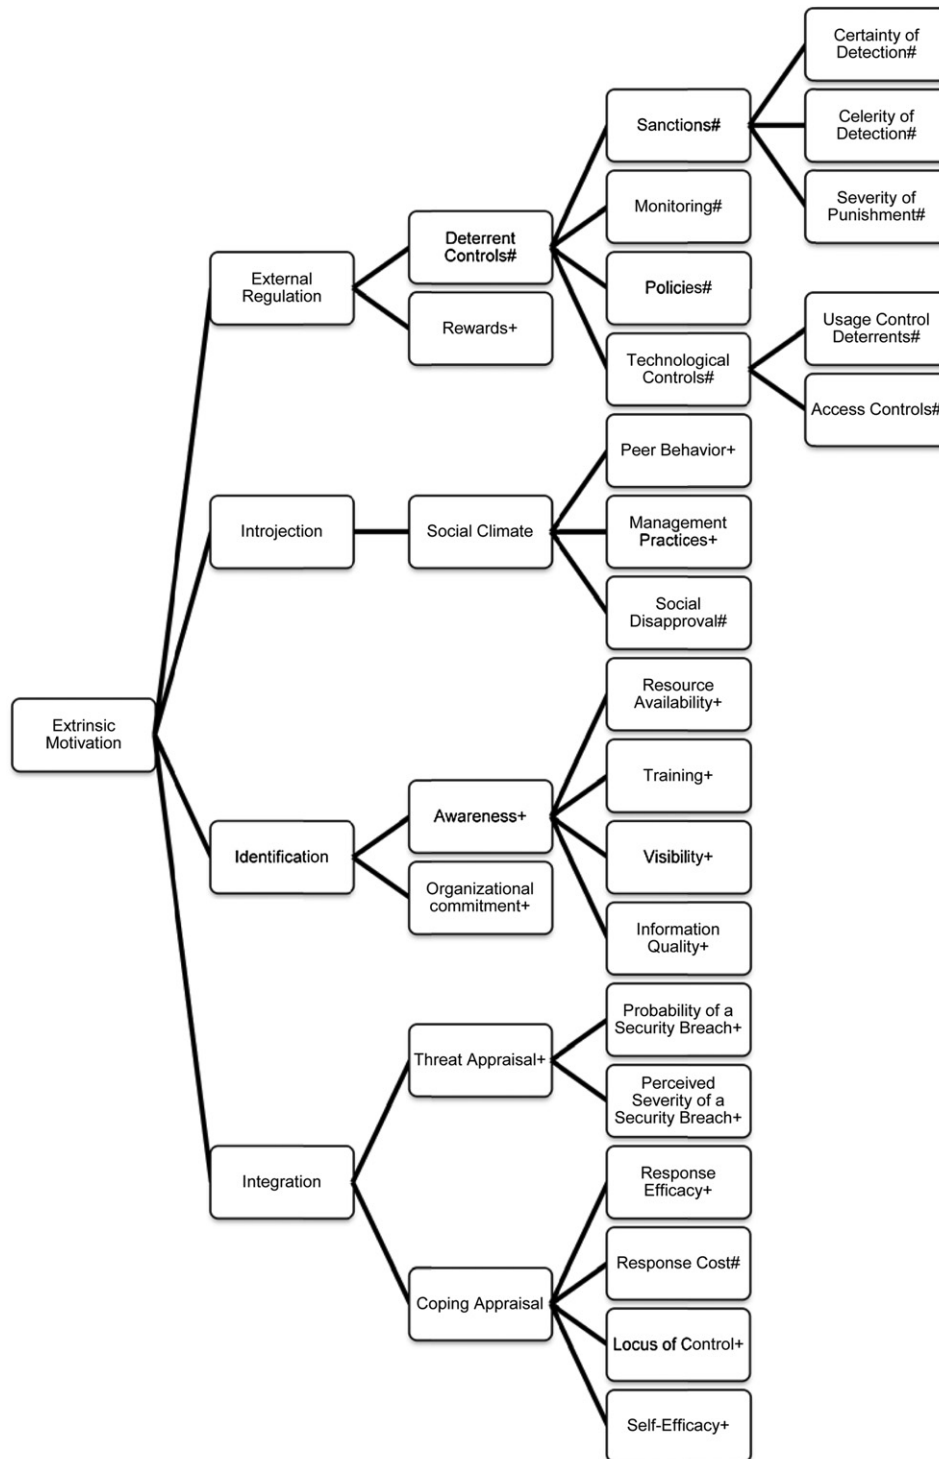 Certainty of
Detection#
Sanctions#
Celerity of
Detection#
Monitoring#
Severity of
Punishment#
Deterrent
Controls#
External
Regulation
Policies#
Rewards+
Usage Control
Deterrents#
Technological
Controls#
Access Controls#
Peer Behavior+
Introjection
Social Climate
Management
Practices+
Social
Disapproval#
Extrinsic
Motivation
Resource
Availability+
Training+
Awareness+
Identification
Visibility+
Organizational
commitment+
Information
Quality+
Probability of a
Security Breach+
Threat Appraisal+
Perceived
Severity of a
Security Breach+
Integration
Response
Efficacy+
Response Cost#
Coping Appraisal
Locus of Control+
Self-Efficacy+